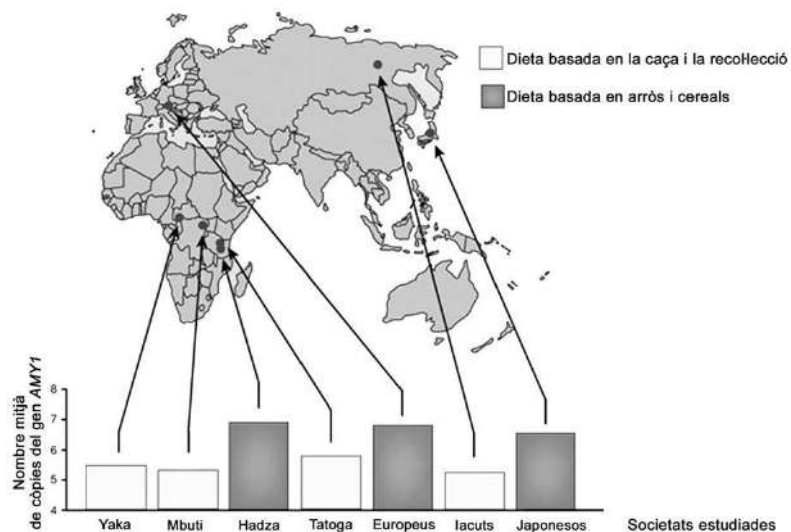 Dieta basada en la caça i la recol·lecció
Dieta basada en arròs i cereals
Nombre mitjà
de còpies del gen AMY1
8
7
6
5
4
Yaka Mbuti Hadza Tatoga Europeus Iacuts Japonesos
Societats estudiades